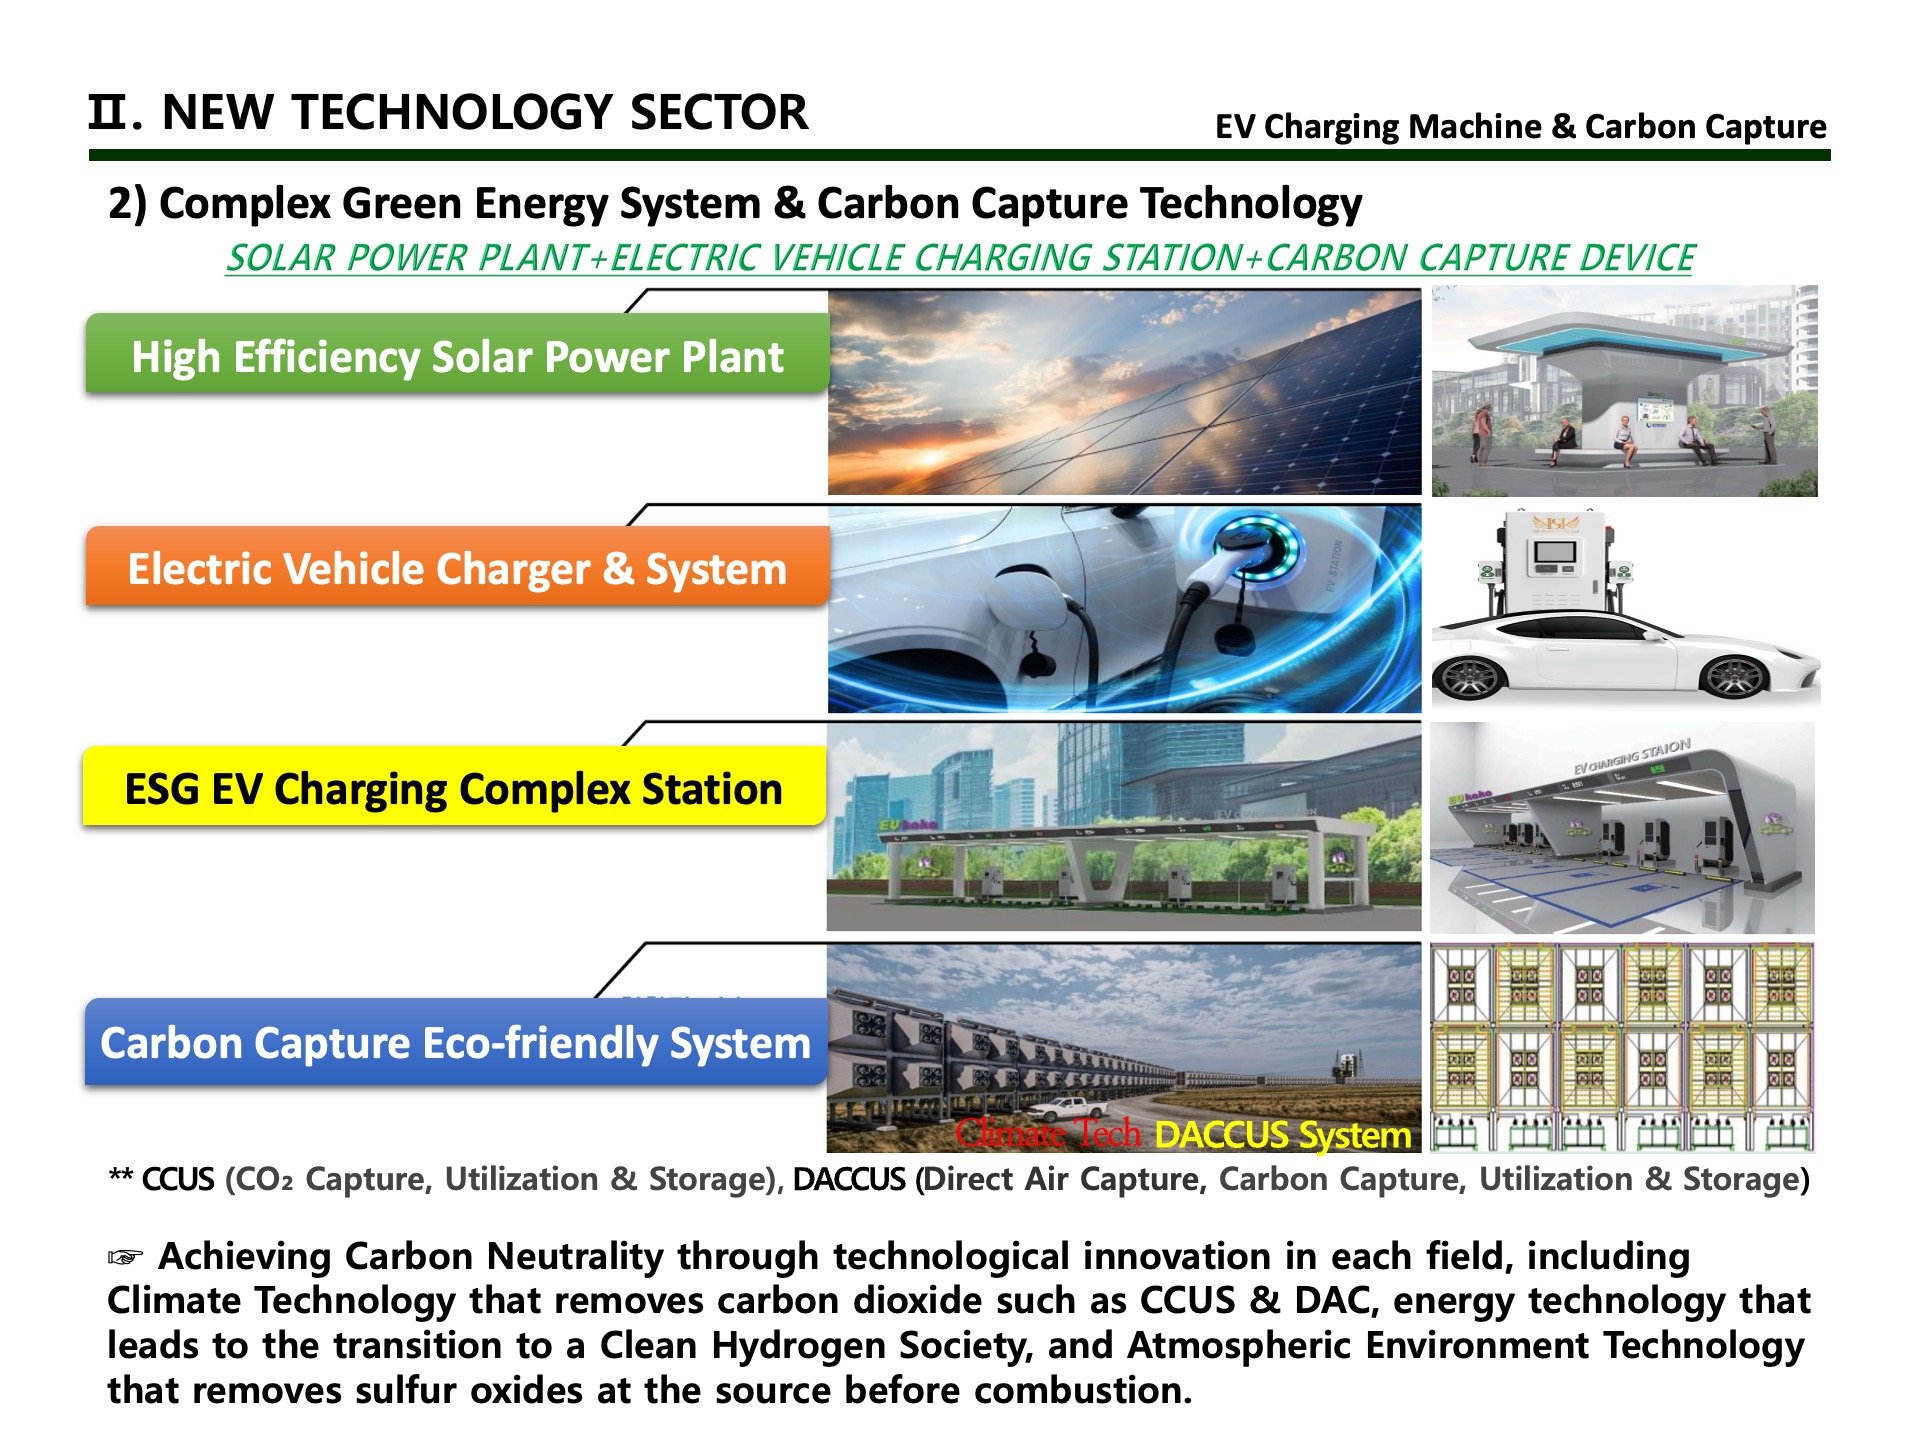 Ⅱ. NEW TECHNOLOGY SECTOR
EV Charging Machine & Carbon Capture
2) Complex Green Energy System & Carbon Capture Technology
SOLAR POWER PLANT+ELECTRIC VEHICLE CHARGING STATION+CARBON CAPTURE DEVICE
High Efficiency Solar Power Plant
Electric Vehicle Charger & System
EV STATION
ESG EV Charging Complex Station
EVkaka
EV CHARGING STAION
EVkaka
Carbon Capture Eco-friendly System
Climate Tech DACCUS System
** CCUS (CO₂ Capture, Utilization & Storage), DACCUS (Direct Air Capture, Carbon Capture, Utilization & Storage)
☞ Achieving Carbon Neutrality through technological innovation in each field, including
Climate Technology that removes carbon dioxide such as CCUS & DAC, energy technology that
leads to the transition to a Clean Hydrogen Society, and Atmospheric Environment Technology
that removes sulfur oxides at the source before combustion.